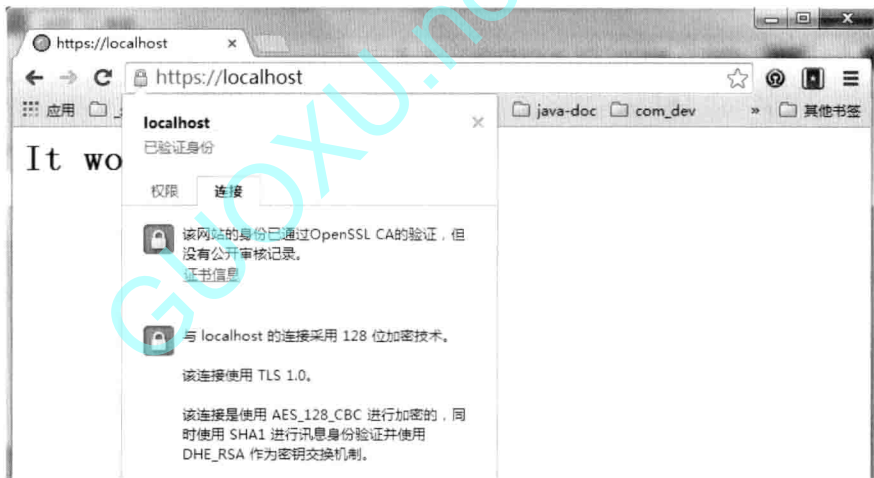 https://localhost
https://localhost
应用
java-doc com_dev » 其他书签
localhost
已验证身份
It wo
权限 连接
该网站的身份已通过OpenSSL CA的验证，但
没有公开审核记录。
证书信息
与 localhost 的连接采用 128 位加密技术。
该连接使用 TLS 1.0。
该连接是使用 AES_128_CBC 进行加密的，同
时使用 SHA1 进行讯息身份验证并使用
DHE_RSA 作为密钥交换机制。